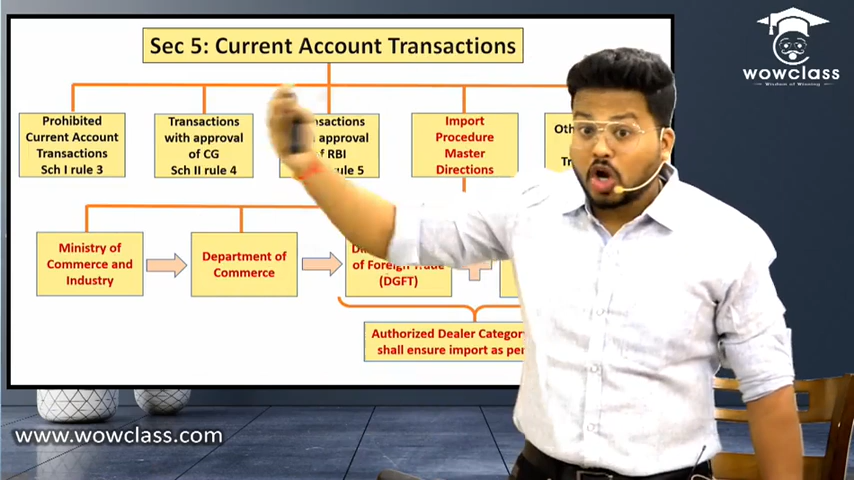 Sec 5: Current Account Transactions
Prohibited
Current Account
Transactions
Sch I rule 3
Transactions
with approval
of CG
Sch II rule 4
approval
RBI
rule 5
Import
Procedure
Master
Directions
Ministry of
Commerce and
Industry
Department of
Commerce
of Foreign Trade
(DGFT)
Authorized Dealer
shall ensure import as per
wowclass
Wisdom of Winning
www.wowclass.com